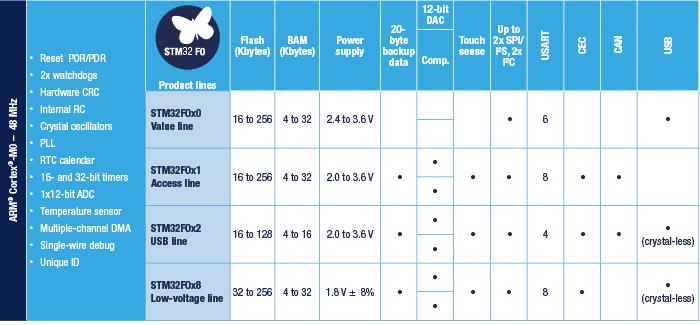 ARM® Cortex®-M0 – 48 MHz
• Reset POR/PDR
• 2x watchdogs
• Hardware CRC
• Internal RC
• Crystal oscillators
• PLL
• RTC calendar
• 16- and 32-bit timers
• 1x12-bit ADC
• Temperature sensor
• Multiple-channel DMA
• Single-wire debug
• Unique ID
STM32 F0
Product lines
Flash
(Kbytes)
RAM
(Kbytes)
Power
supply
20-
byte
backup
data
12-bit
DAC
Comp.
Touch
sense
Up to
2x SPI/
I²S, 2x
I²C
USART
CEC
CAN
USB
STM32F0x0
Value line
16 to 256
4 to 32
2.4 to 3.6 V
•
6
•
STM32F0x1
Access line
16 to 256
4 to 32
2.0 to 3.6 V
•
•
•
•
•
8
•
•
STM32F0x2
USB line
16 to 128
4 to 16
2.0 to 3.6 V
•
•
•
•
•
4
•
•
•
(crystal-less)
STM32F0x8
Low-voltage line
32 to 256
4 to 32
1.8 V ± 8%
•
•
•
•
•
8
•
•
(crystal-less)